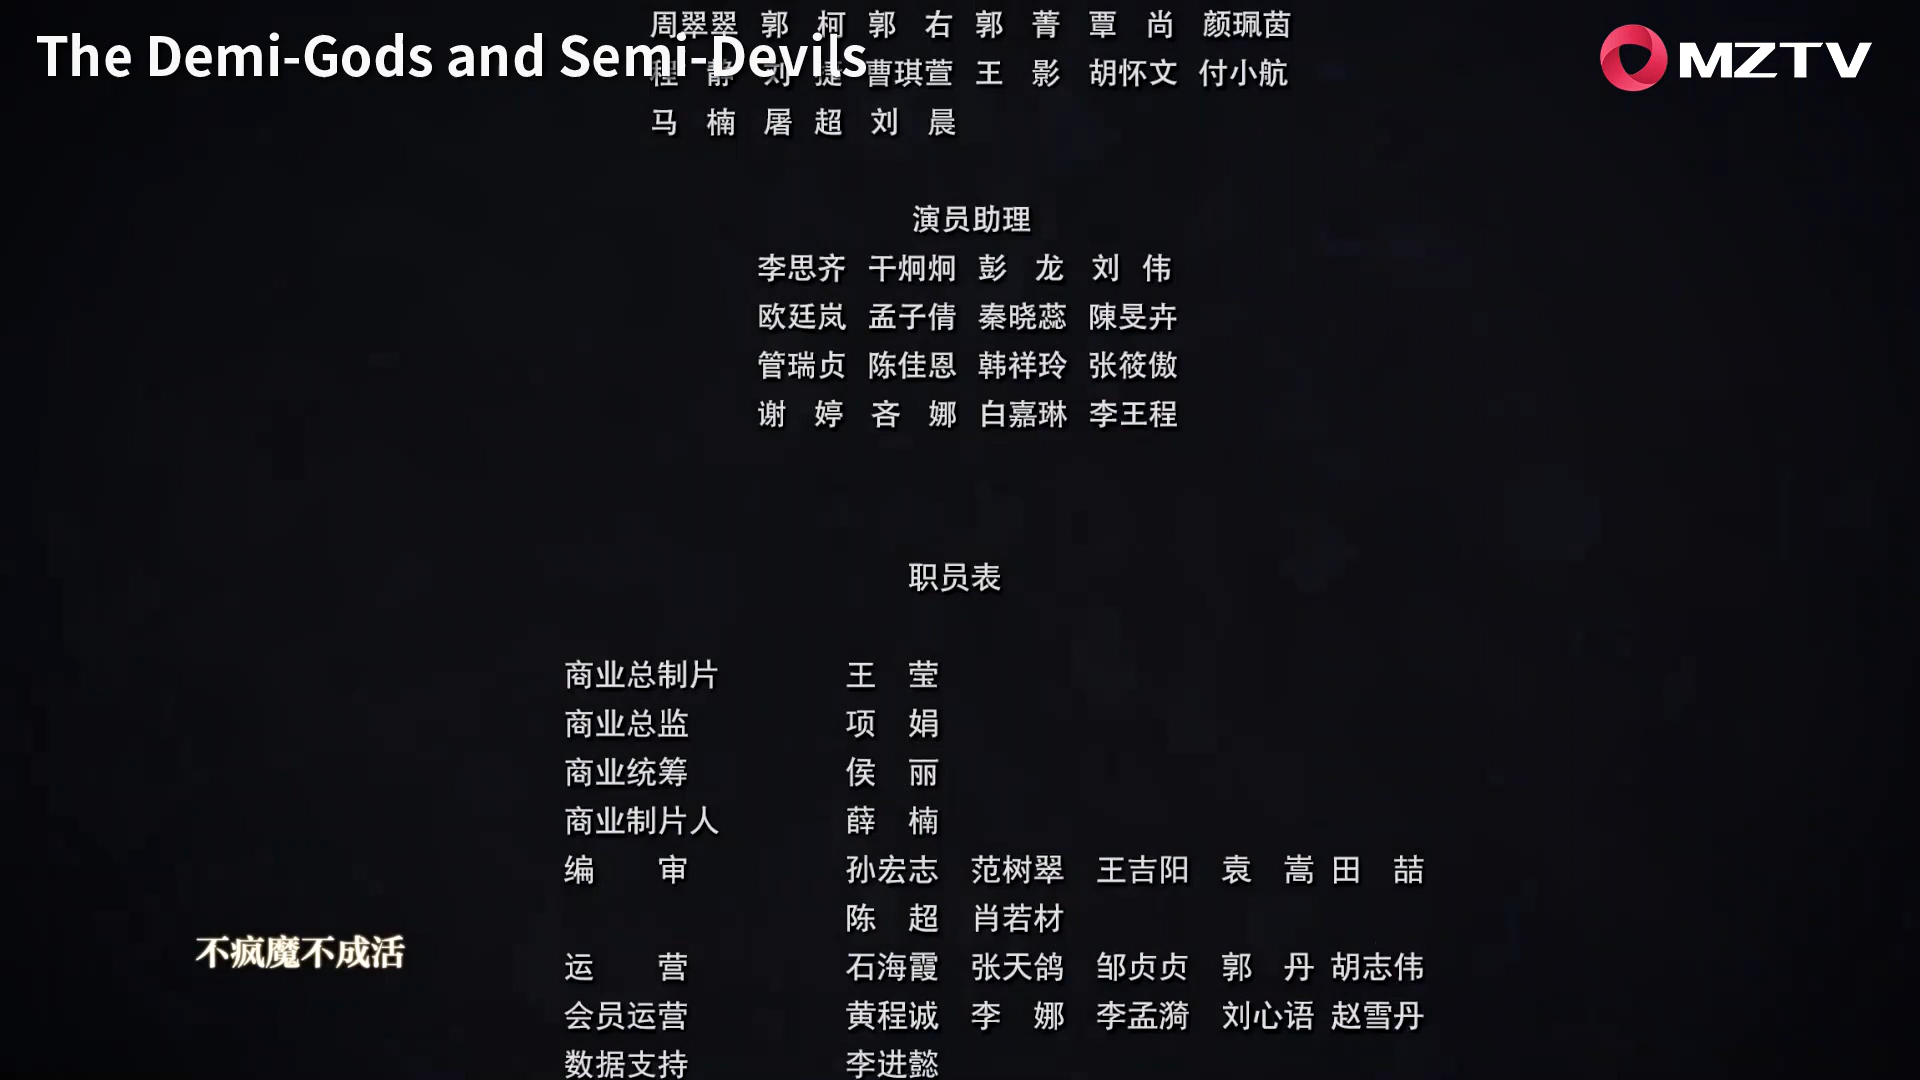 周翠翠 郭 柯 郭 右 郭 菁 覃 尚 颜珮茵
The Demi-Gods and Semi-Devils
MZTV
程 静 刘 捷 曹琪萱 王 影 胡怀文 付小航
马 楠 屠 超 刘 晨
演员助理
李思齐 干炯炯 彭 龙 刘 伟
欧廷岚 孟子倩 秦晓蕊 陳旻卉
管瑞贞 陈佳恩 韩祥玲 张筱傲
谢 婷 吝 娜 白嘉琳 李王程
职员表
商业总制片 王 莹
商业总监 项 娟
商业统筹 侯 丽
商业制片人 薛 楠
编 审 孙宏志 范树翠 王吉阳 袁 嵩 田 喆
陈 超 肖若材
不疯魔不成活
运 营 石海霞 张天鸽 邹贞贞 郭 丹 胡志伟
会员运营 黄程诚 李 娜 李孟漪 刘心语 赵雪丹
数据支持 李进懿